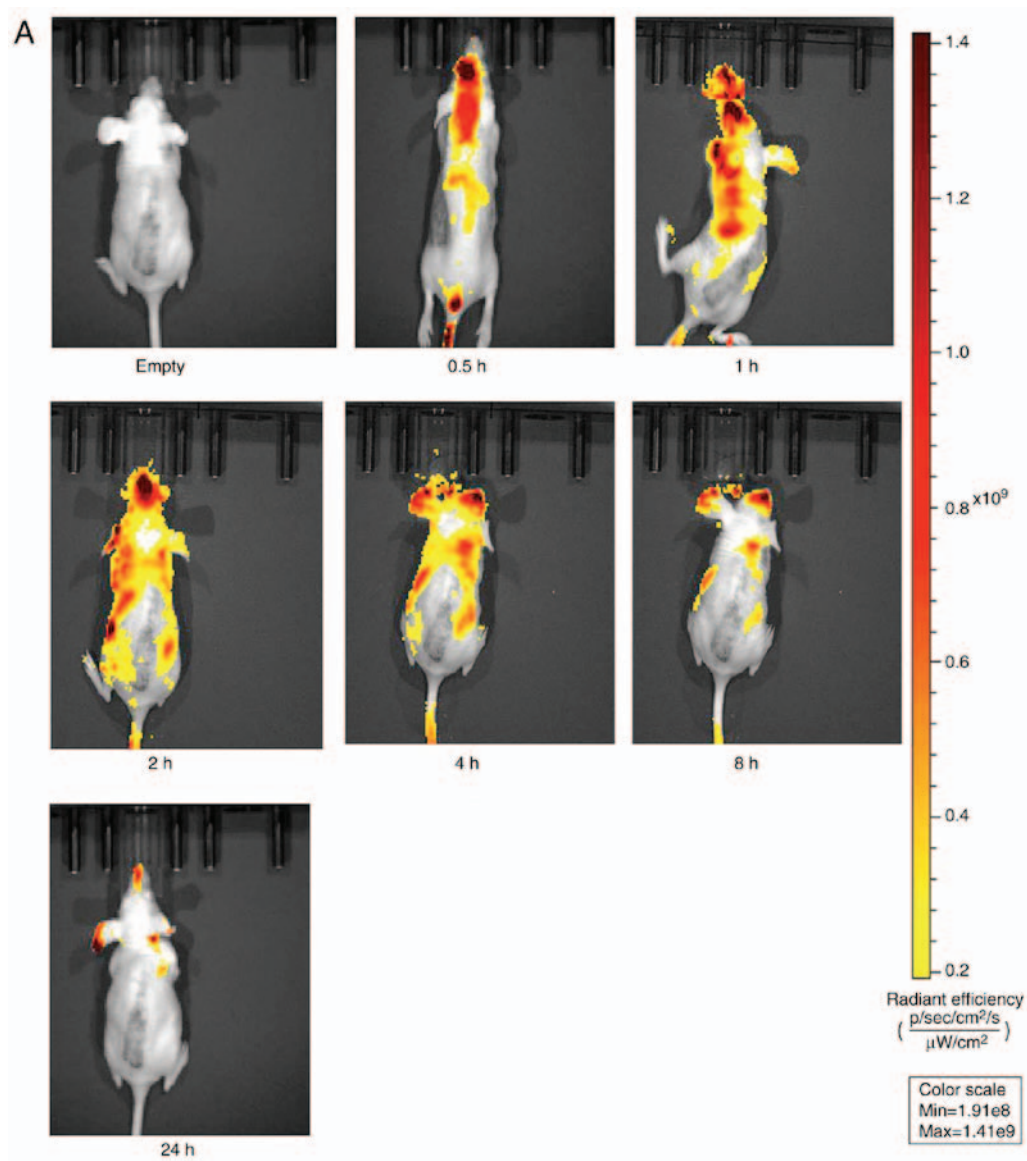 A
Empty
0.5 h
1 h
2 h
4 h
8 h
24 h
1.4
1.2
1.0
0.8 x10⁹
0.6
0.4
0.2
Radiant efficiency
( p/sec/cm²/s
µW/cm² )
Color scale
Min=1.91e8
Max=1.41e9